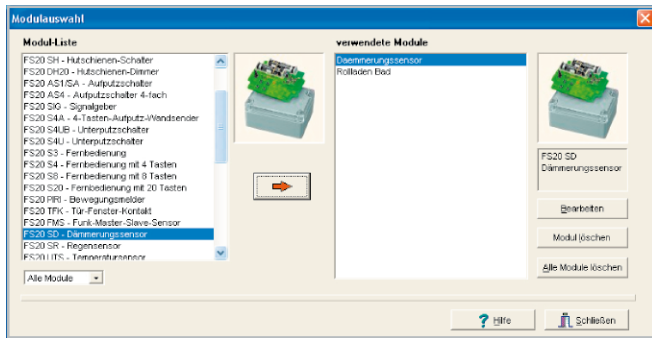 Modulauswahl
Modul-Liste
FS20 SH - Hutschienen-Schalter
FS20 DH20 - Hutschienen-Dimmer
FS20 AS1/SA - Aufputzschalter
FS20 AS4 - Aufputzschalter 4-fach
FS20 SIG - Signalgeber
FS20 S4A - 4-Tasten-Aufputz-Wandsender
FS20 S4UB - Unterputzschalter
FS20 S4U - Unterputzschalter
FS20 S3 - Fernbedienung
FS20 S4 - Fernbedienung mit 4 Tasten
FS20 S8 - Fernbedienung mit 8 Tasten
FS20 S20 - Fernbedienung mit 20 Tasten
FS20 PIRI - Bewegungsmelder
FS20 TFK - Tür-Fenster-Kontakt
FS20 FMS - Funk-Master-Slave-Sensor
FS20 SD - Dämmerungssensor
FS20 SR - Regensensor
FS20 UTS - Temperatursensor
Alle Module
verwendete Module
Daemmerungssensor
Rollladen Bad
FS20 SD
Dämmerungssensor
Bearbeiten
Modul löschen
Alle Module löschen
Hilfe
Schließen